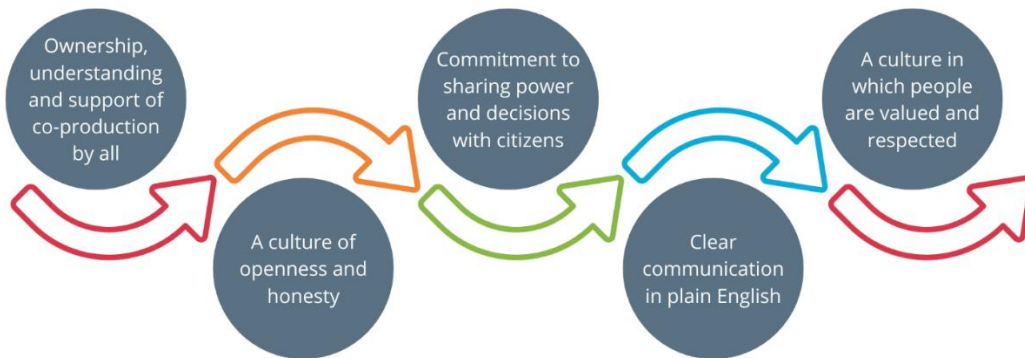 Ownership,
understanding
and support of
co-production
by all
A culture of
openness and
honesty
Commitment to
sharing power
and decisions
with citizens
Clear
communication
in plain English
A culture in
which people
are valued and
respected